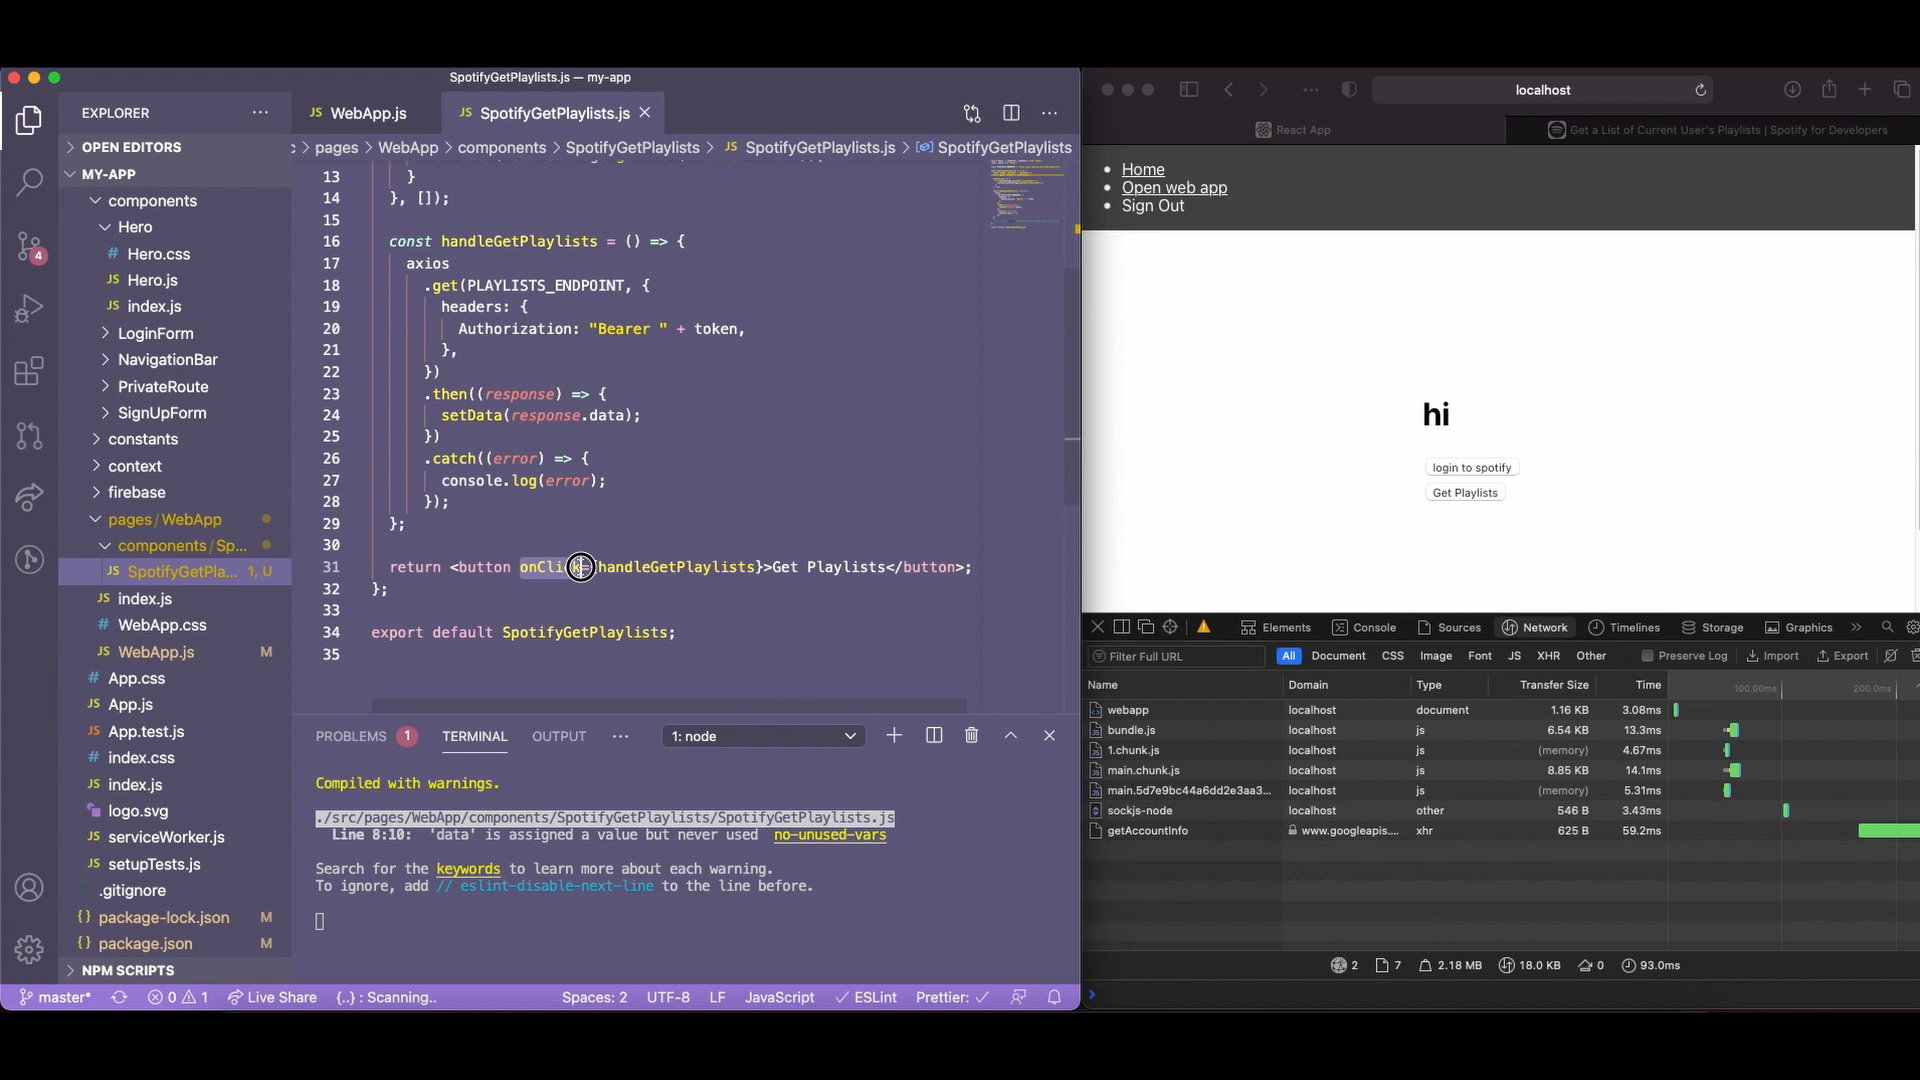 SpotifyGetPlaylists.js — my-app
EXPLORER
OPEN EDITORS
MY-APP
components
Hero
Hero.css
Hero.js
index.js
LoginForm
NavigationBar
PrivateRoute
SignUpForm
constants
context
firebase
pages / WebApp
components / Sp...
JS SpotifyGetPla... 1, U
JS index.js
WebApp.css
JS WebApp.js M
App.css
JS App.js
App.test.js
index.css
JS index.js
logo.svg
JS serviceWorker.js
JS setupTests.js
.gitignore
{} package-lock.json M
{} package.json M
NPM SCRIPTS
JS WebApp.js
JS SpotifyGetPlaylists.js
c > pages > WebApp > components > SpotifyGetPlaylists > JS SpotifyGetPlaylists.js > SpotifyGetPlaylists
13 }
14 }, []);
15
16 const handleGetPlaylists = () => {
17 axios
18 .get(PLAYLISTS_ENDPOINT, {
19 headers: {
20 Authorization: "Bearer " + token,
21 },
22 })
23 .then((response) => {
24 setData(response.data);
25 })
26 .catch((error) => {
27 console.log(error);
28 });
29 };
30
31 return <button onClick={handleGetPlaylists}>Get Playlists</button>;
32 };
33
34 export default SpotifyGetPlaylists;
35
PROBLEMS 1 TERMINAL OUTPUT ... 1: node
Compiled with warnings.
./src/pages/WebApp/components/SpotifyGetPlaylists/SpotifyGetPlaylists.js
Line 8:10: 'data' is assigned a value but never used no-unused-vars
Search for the keywords to learn more about each warning.
To ignore, add // eslint-disable-next-line to the line before.
4
master* 0 1 Live Share {..} : Scanning.. Spaces: 2 UTF-8 LF JavaScript ESLint Prettier: ✓
localhost
React App
Get a List of Current User's Playlists | Spotify for Developers
• Home
• Open web app
• Sign Out
hi
login to spotify
Get Playlists
Elements Console Sources Network Timelines Storage Graphics
Filter Full URL All Document CSS Image Font JS XHR Other Preserve Log Import Export
Name Domain Type Transfer Size Time 100.00ms 200.0ms
webapp localhost document 1.16 KB 3.08ms
bundle.js localhost js 6.54 KB 13.3ms
1.chunk.js localhost js (memory) 4.67ms
main.chunk.js localhost js 8.85 KB 14.1ms
main.5d7e9bc44a6dd2e3aa3... localhost js (memory) 5.31ms
sockjs-node localhost other 546 B 3.43ms
getAccountInfo www.googleapis.... xhr 625 B 59.2ms
2 7 2.18 MB 18.0 KB 0 93.0ms